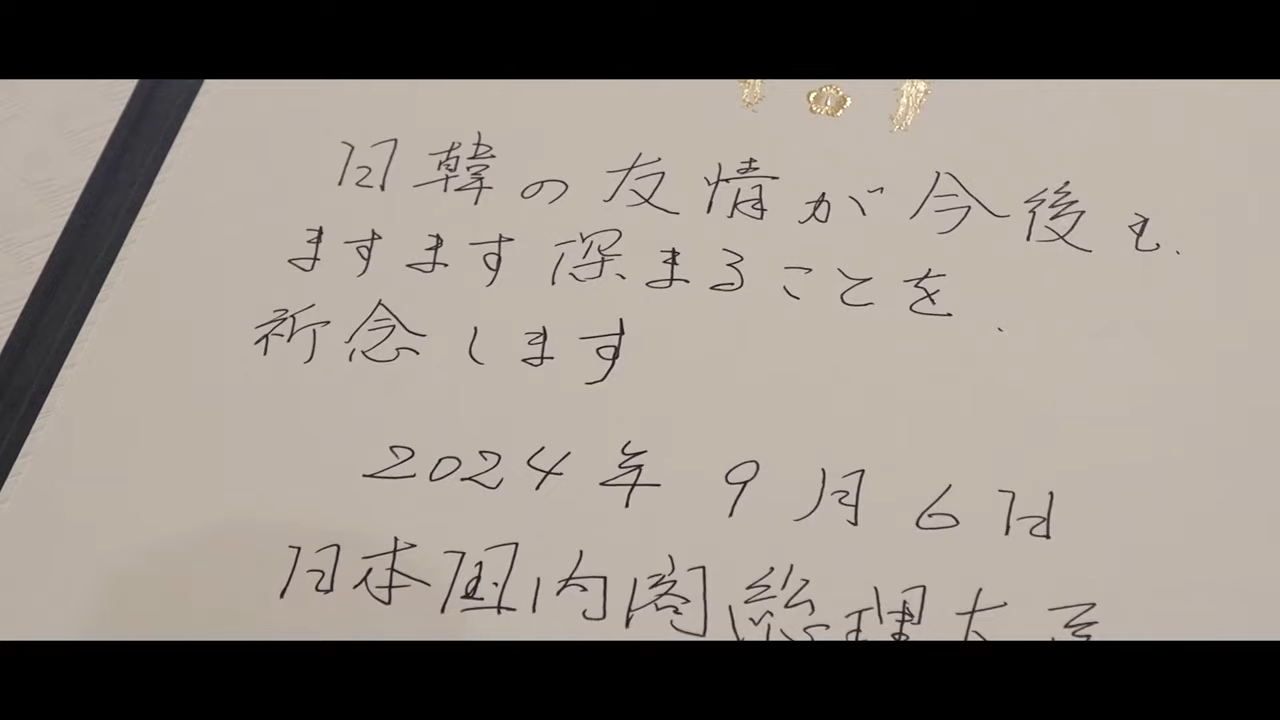 日韓の友情が今後も
ますます深まることを
祈念します
2024年9月6日
日本国内閣総理大臣